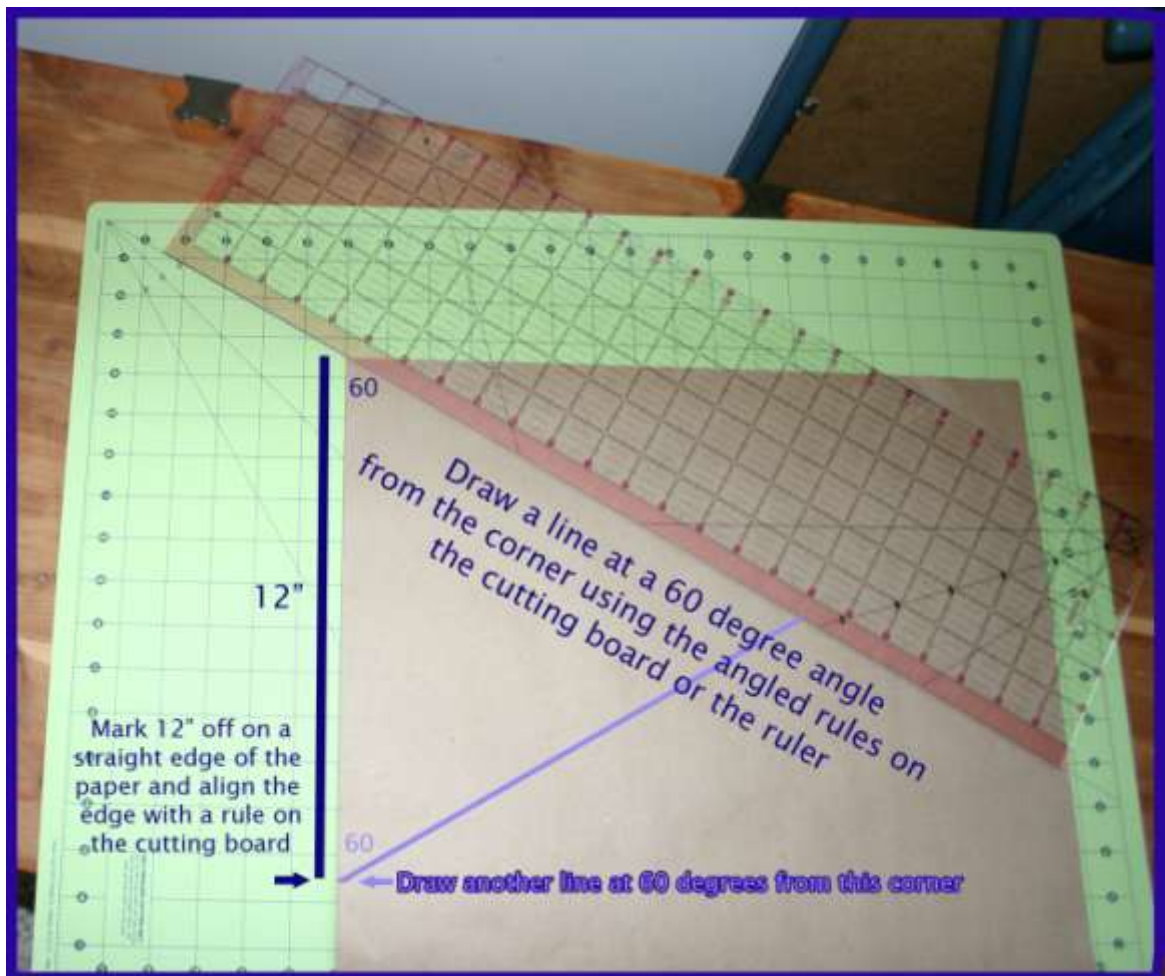 60
Draw a line at a 60 degree angle
from the corner using the angled rules on
the cutting board or the ruler
12"
Mark 12" off on a
straight edge of the
paper and align the
edge with a rule on
the cutting board
60
Draw another line at 60 degrees from this corner